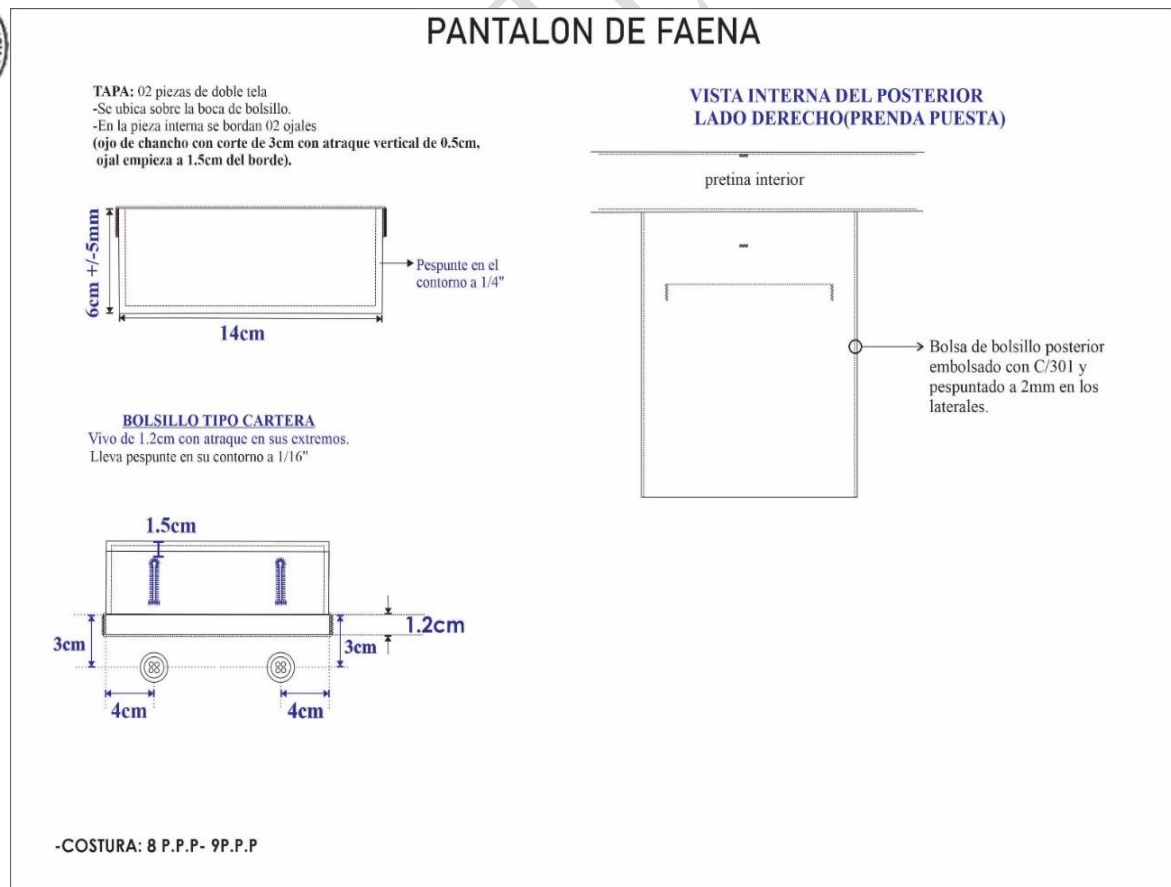 PANTALON DE FAENA
TAPA: 02 piezas de doble tela
-Se ubica sobre la boca de bolsillo.
-En la pieza interna se bordan 02 ojales
(ojo de chancho con corte de 3cm con atraque vertical de 0.5cm,
ojal empieza a 1.5cm del borde).
6cm +/-5mm
Pespunte en el
contorno a 1/4"
14cm
BOLSILLO TIPO CARTERA
Vivo de 1.2cm con atraque en sus extremos.
Lleva pespunte en su contorno a 1/16"
1.5cm
1.2cm
3cm
3cm
4cm
4cm
VISTA INTERNA DEL POSTERIOR
LADO DERECHO(PRENDA PUESTA)
pretina interior
Bolsa de bolsillo posterior
embolsado con C/301 y
pespuntado a 2mm en los
laterales.
-COSTURA: 8 P.P.P- 9P.P.P